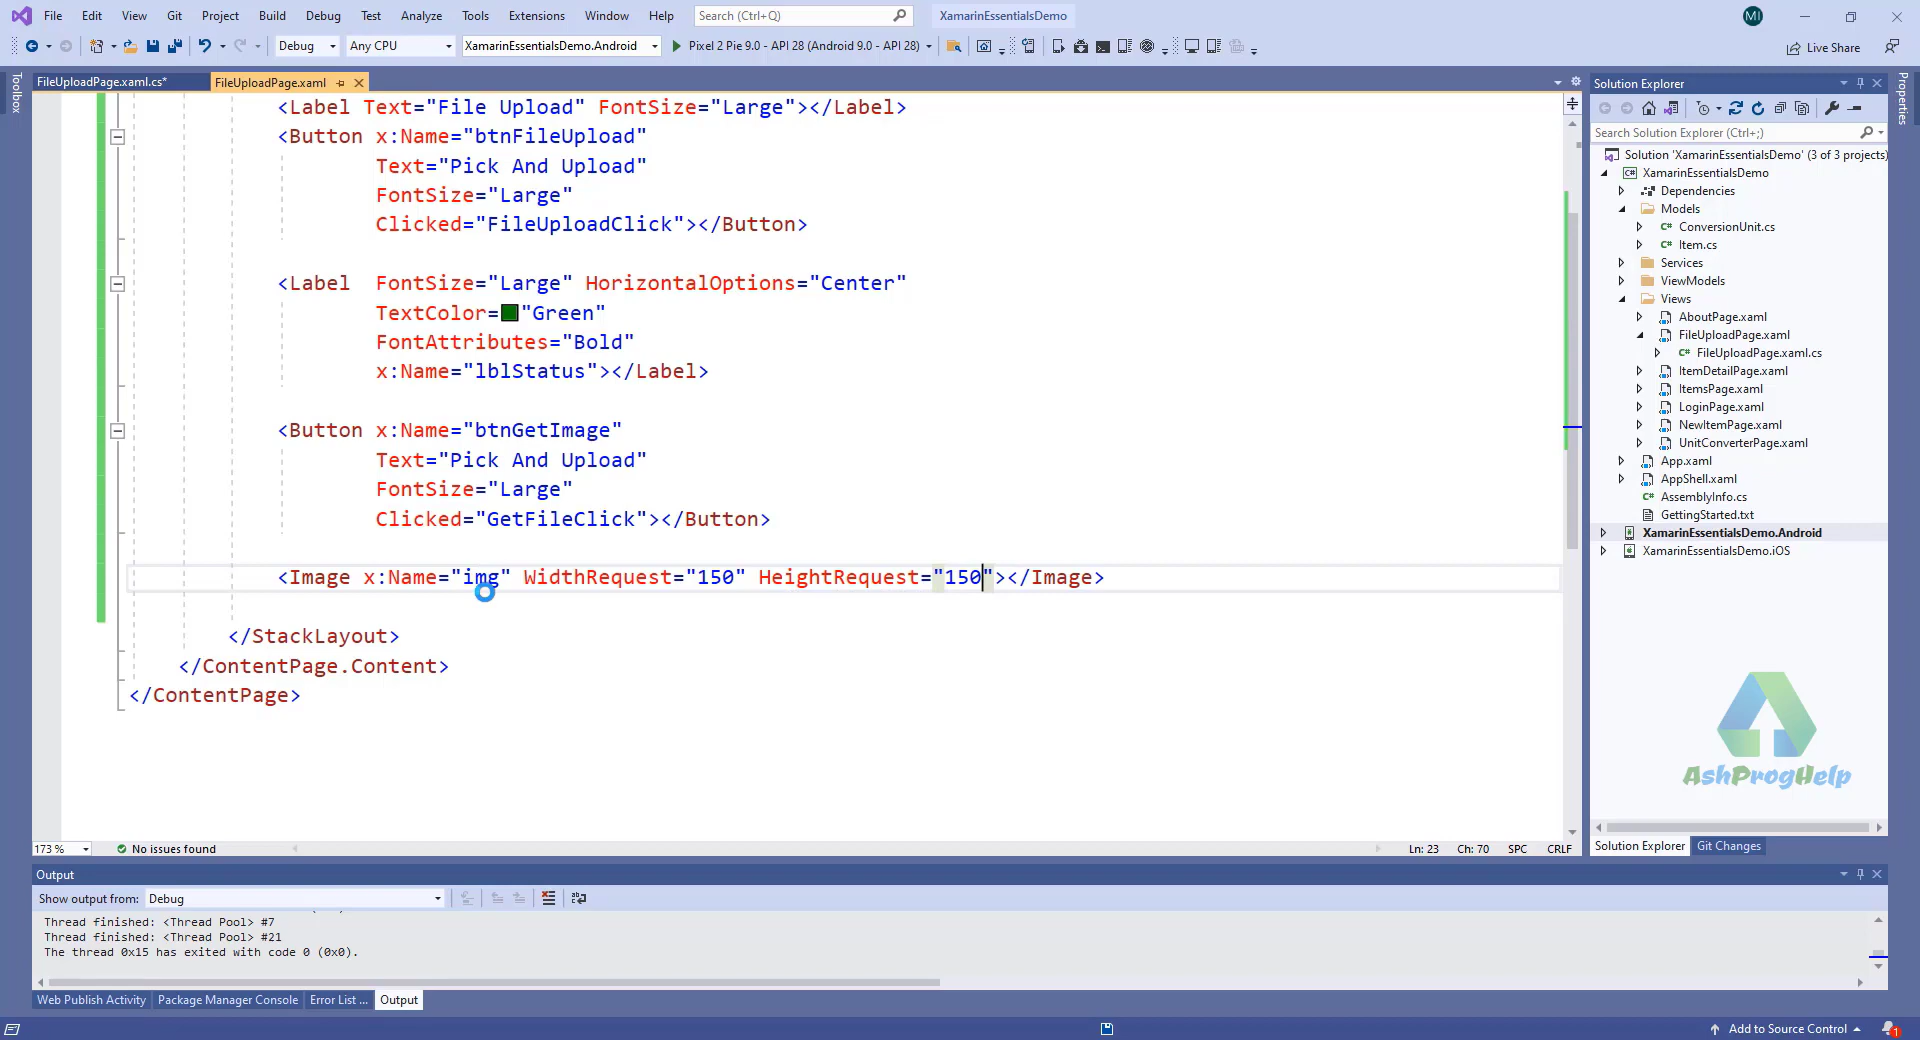 File Edit View Git Project Build Debug Test Analyze Tools Extensions Window Help Search (Ctrl+Q) XamarinEssentialsDemo MI
Debug Any CPU XamarinEssentialsDemo.Android Pixel 2 Pie 9.0 - API 28 (Android 9.0 - API 28) Live Share
Toolbox
FileUploadPage.xaml.cs* FileUploadPage.xaml
<Label Text="File Upload" FontSize="Large"></Label>
<Button x:Name="btnFileUpload"
Text="Pick And Upload"
FontSize="Large"
Clicked="FileUploadClick"></Button>
<Label  FontSize="Large" HorizontalOptions="Center"
TextColor="Green"
FontAttributes="Bold"
x:Name="lblStatus"></Label>
<Button x:Name="btnGetImage"
Text="Pick And Upload"
FontSize="Large"
Clicked="GetFileClick"></Button>
<Image x:Name="img" WidthRequest="150" HeightRequest="150"></Image>
</StackLayout>
</ContentPage.Content>
</ContentPage>
173 % No issues found Ln: 23 Ch: 70 SPC CRLF
Solution Explorer
Search Solution Explorer (Ctrl+;)
Solution 'XamarinEssentialsDemo' (3 of 3 projects)
XamarinEssentialsDemo
Dependencies
Models
ConversionUnit.cs
Item.cs
Services
ViewModels
Views
AboutPage.xaml
FileUploadPage.xaml
FileUploadPage.xaml.cs
ItemDetailPage.xaml
ItemsPage.xaml
LoginPage.xaml
NewItemPage.xaml
UnitConverterPage.xaml
App.xaml
AppShell.xaml
AssemblyInfo.cs
GettingStarted.txt
XamarinEssentialsDemo.Android
XamarinEssentialsDemo.iOS
AshProgHelp
Solution Explorer Git Changes
Properties
Output
Show output from: Debug
Thread finished: <Thread Pool> #7
Thread finished: <Thread Pool> #21
The thread 0x15 has exited with code 0 (0x0).
Web Publish Activity Package Manager Console Error List ... Output
Add to Source Control 1